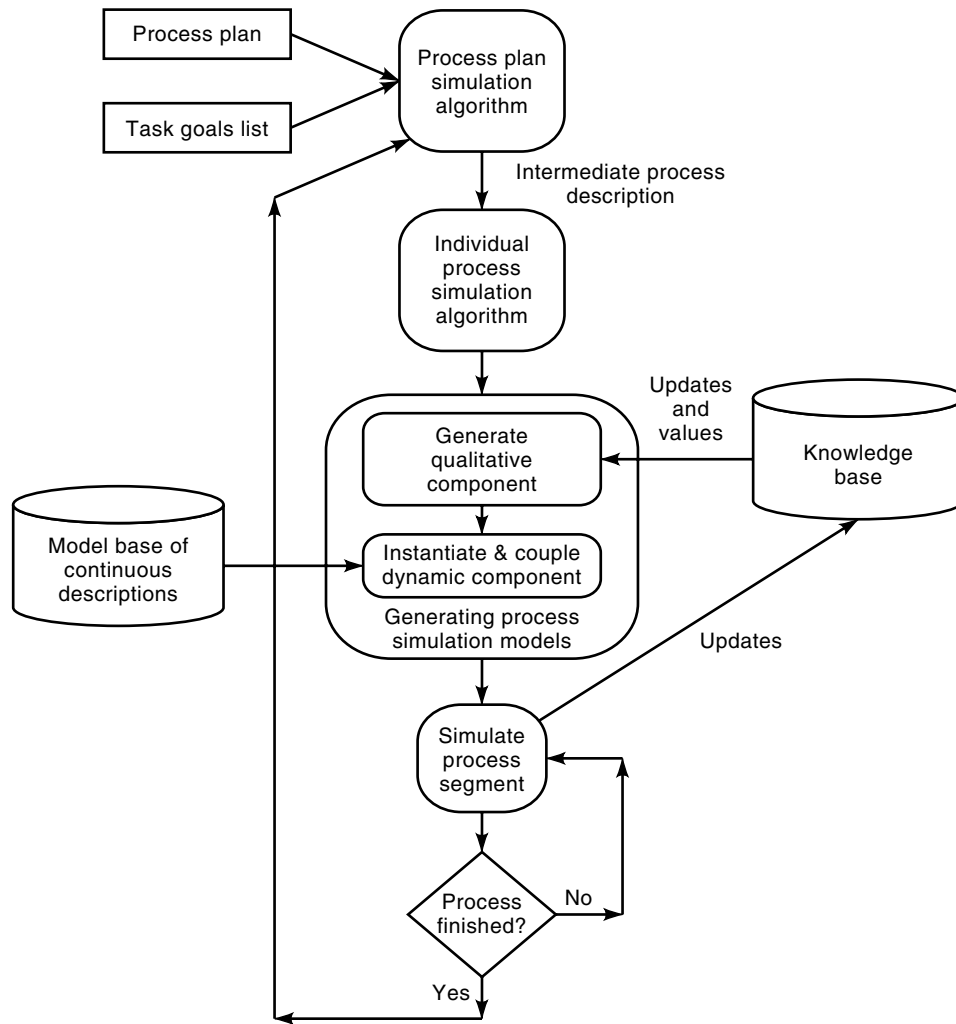 Process plan
Task goals list
Process plan
simulation
algorithm
Intermediate process
description
Individual
process
simulation
algorithm
Updates
and
values
Generate
qualitative
component
Knowledge
base
Model base of
continuous
descriptions
Instantiate & couple
dynamic component
Generating process
simulation models
Updates
Simulate
process
segment
Process
finished?
No
Yes